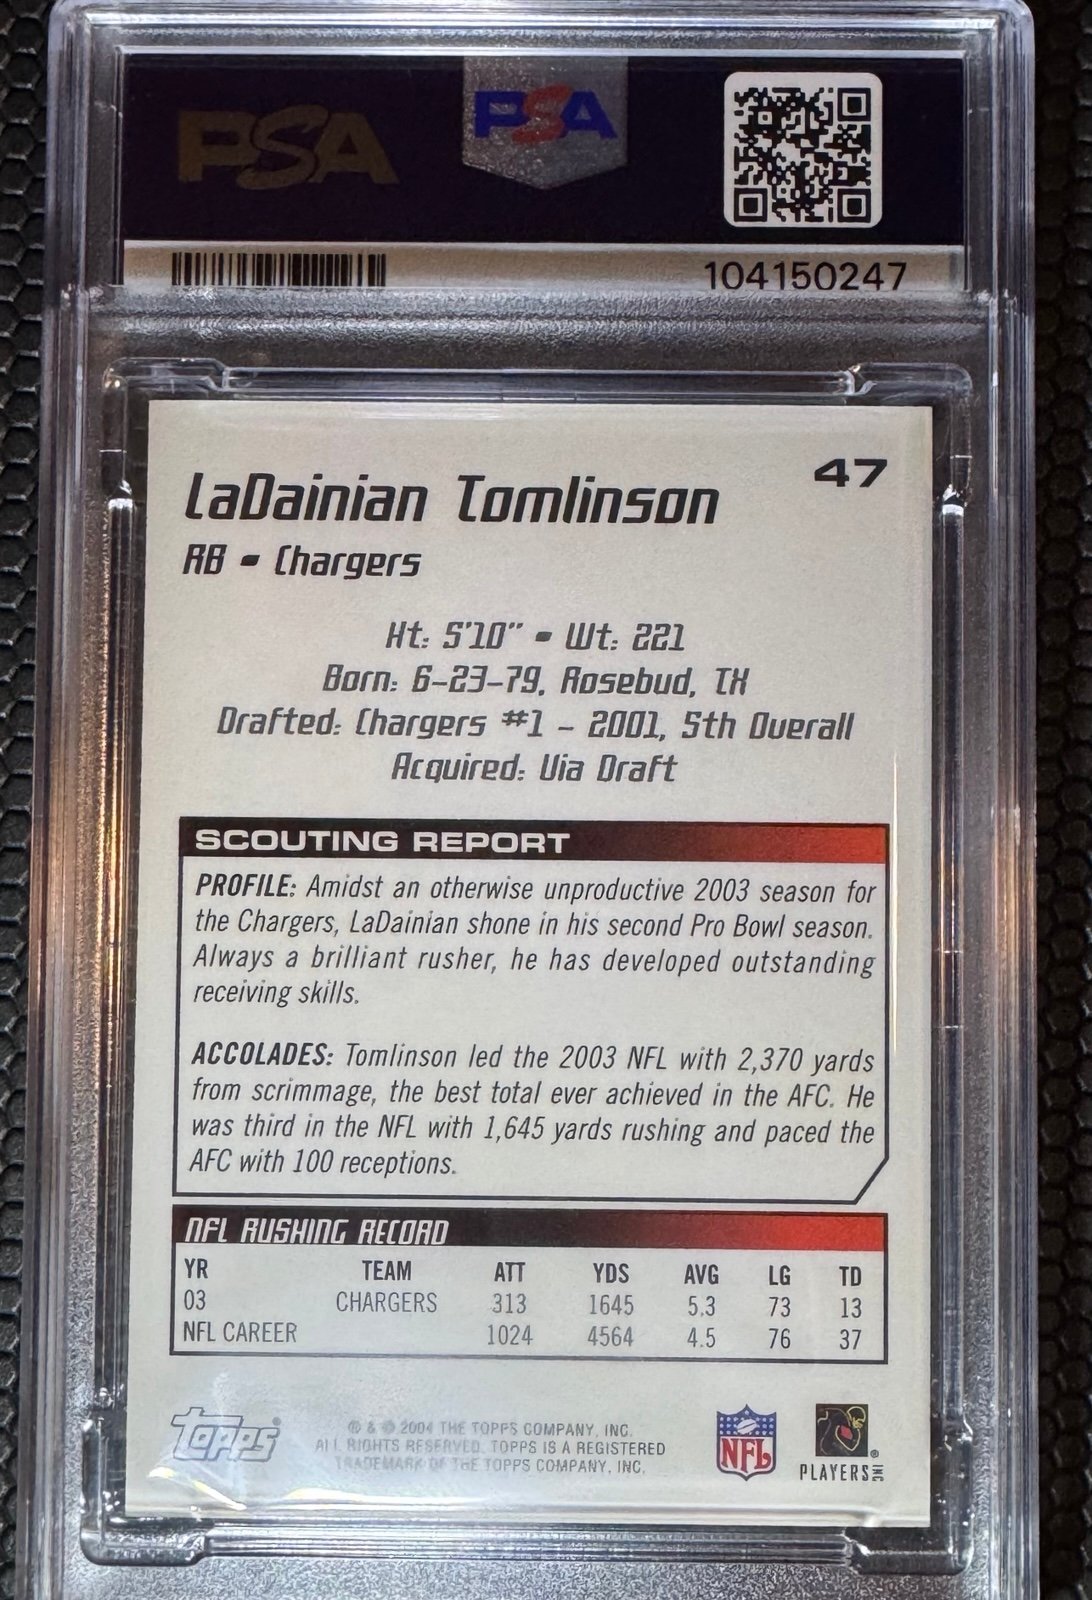 PSA
PSA
104150247
47
LaDainian Tomlinson
RB - Chargers
Ht: 5'10" - Wt: 221
Born: 6-23-79, Rosebud, TX
Drafted: Chargers #1 - 2001, 5th Overall
Acquired: Via Draft
SCOUTING REPORT
PROFILE: Amidst an otherwise unproductive 2003 season for
the Chargers, LaDainian shone in his second Pro Bowl season.
Always a brilliant rusher, he has developed outstanding
receiving skills.
ACCOLADES: Tomlinson led the 2003 NFL with 2,370 yards
from scrimmage, the best total ever achieved in the AFC. He
was third in the NFL with 1,645 yards rushing and paced the
AFC with 100 receptions.
NFL RUSHING RECORD
YR TEAM ATT YDS AVG LG TD
03 CHARGERS 313 1645 5.3 73 13
NFL CAREER 1024 4564 4.5 76 37
Topps®
® & © 2004 THE TOPPS COMPANY, INC.
ALL RIGHTS RESERVED. TOPPS IS A REGISTERED
TRADEMARK OF THE TOPPS COMPANY, INC.
NFL
PLAYERS INC